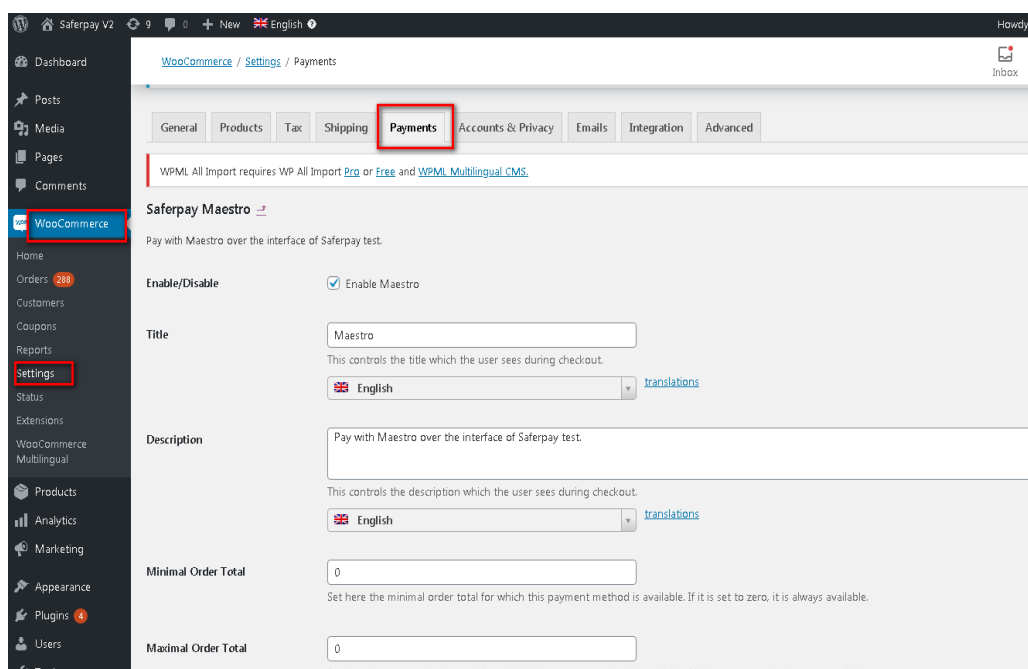 Saferpay V2 9 0 + New English
Howdy
Dashboard
Posts
Media
Pages
Comments
WooCommerce
Home
Orders 288
Customers
Coupons
Reports
Settings
Status
Extensions
WooCommerce
Multilingual
Products
Analytics
Marketing
Appearance
Plugins 4
Users
WooCommerce / Settings / Payments
Inbox
General Products Tax Shipping Payments Accounts & Privacy Emails Integration Advanced
WPML All Import requires WP All Import Pro or Free and WPML Multilingual CMS.
Saferpay Maestro
Pay with Maestro over the interface of Saferpay test.
Enable/Disable
Enable Maestro
Title
Maestro
This controls the title which the user sees during checkout.
English
translations
Description
Pay with Maestro over the interface of Saferpay test.
This controls the description which the user sees during checkout.
English
translations
Minimal Order Total
0
Set here the minimal order total for which this payment method is available. If it is set to zero, it is always available.
Maximal Order Total
0